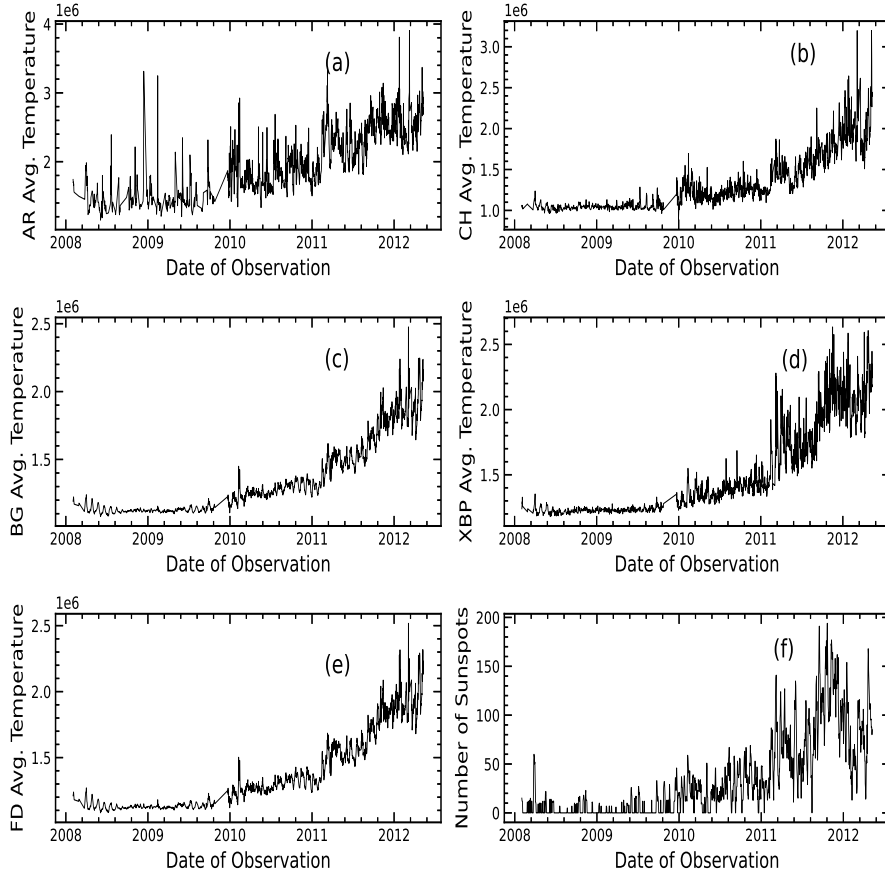 1e6
4
3
2
AR Avg. Temperature
(a)
2008 2009 2010 2011 2012
Date of Observation
1e6
3.0
2.5
2.0
1.5
1.0
CH Avg. Temperature
(b)
2008 2009 2010 2011 2012
Date of Observation
1e6
2.5
2.0
1.5
BG Avg. Temperature
(c)
2008 2009 2010 2011 2012
Date of Observation
1e6
2.5
2.0
1.5
XBP Avg. Temperature
(d)
2008 2009 2010 2011 2012
Date of Observation
1e6
2.5
2.0
1.5
FD Avg. Temperature
(e)
2008 2009 2010 2011 2012
Date of Observation
200
150
100
50
0
Number of Sunspots
(f)
2008 2009 2010 2011 2012
Date of Observation